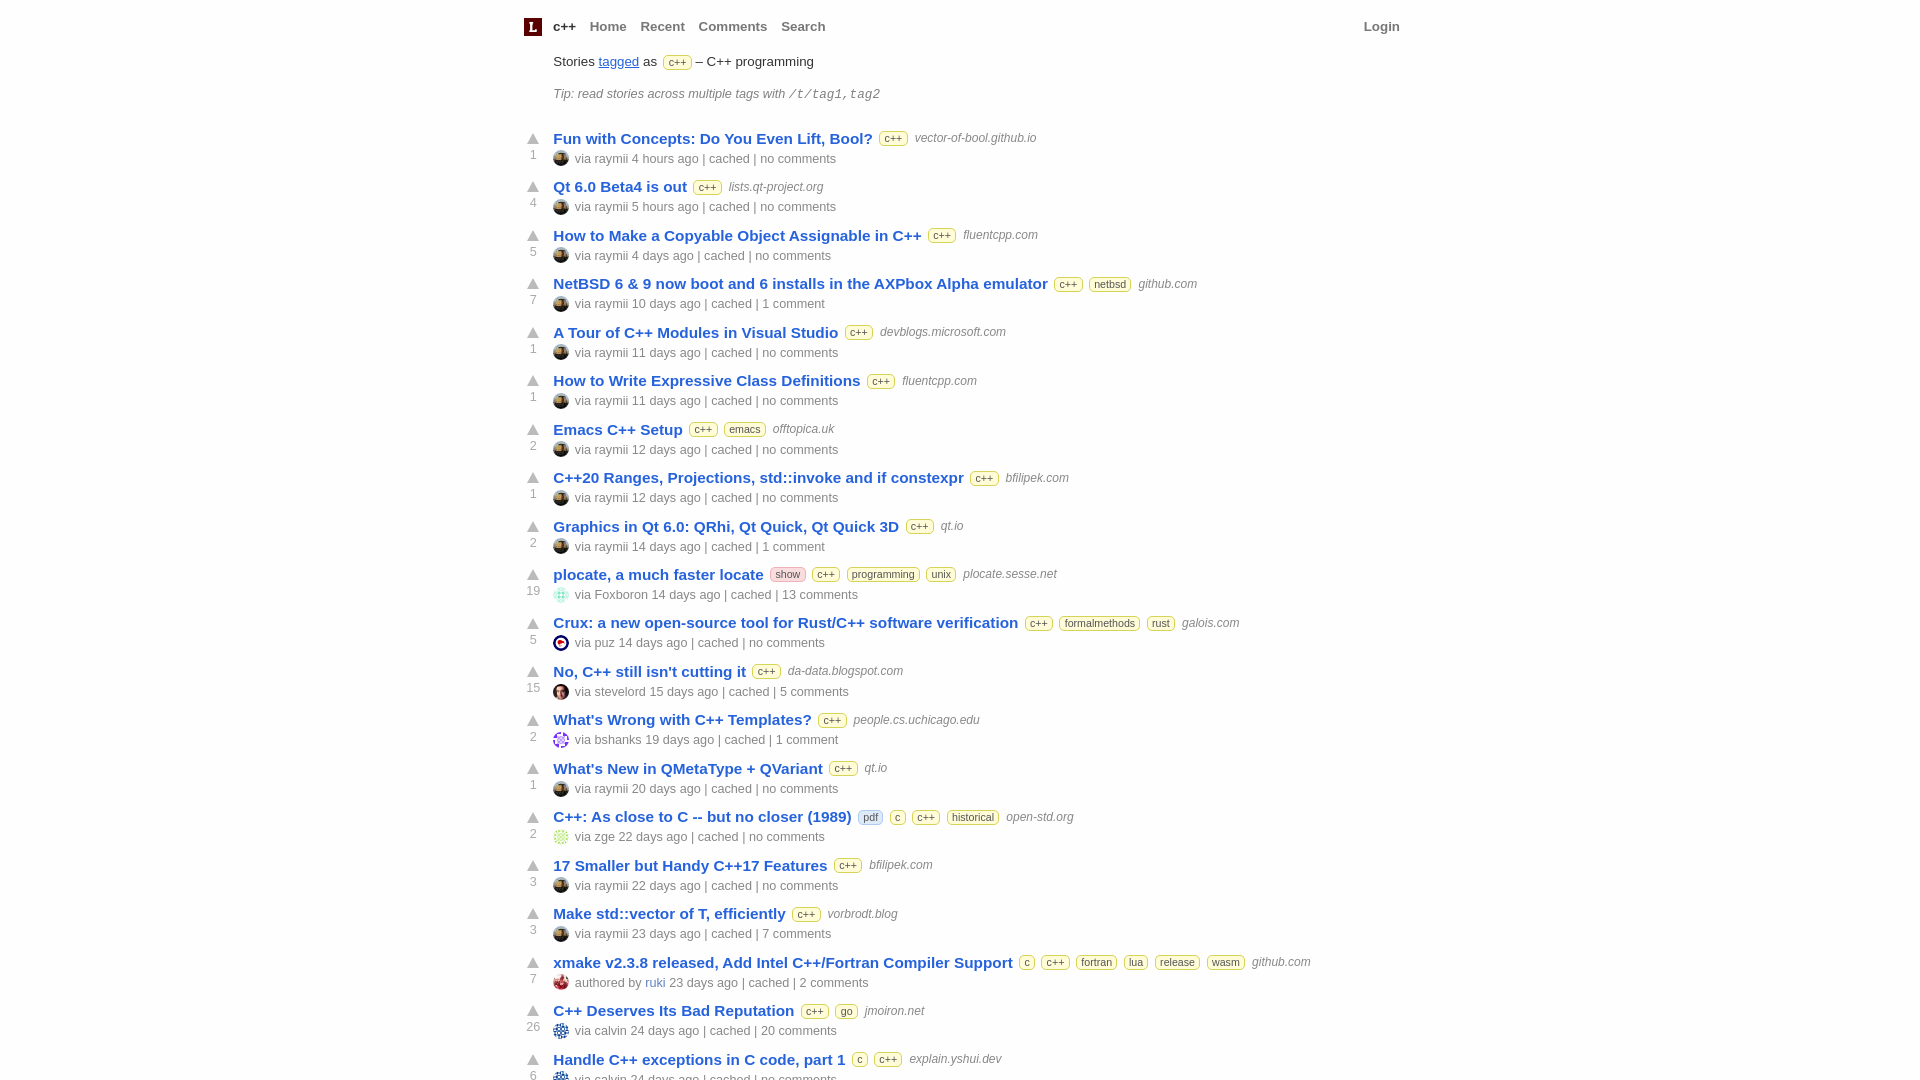 L c++ Home Recent Comments Search Login
Stories tagged as c++ – C++ programming
Tip: read stories across multiple tags with /t/tag1,tag2
Fun with Concepts: Do You Even Lift, Bool? c++ vector-of-bool.github.io
1 via raymii 4 hours ago | cached | no comments
Qt 6.0 Beta4 is out c++ lists.qt-project.org
4 via raymii 5 hours ago | cached | no comments
How to Make a Copyable Object Assignable in C++ c++ fluentcpp.com
5 via raymii 4 days ago | cached | no comments
NetBSD 6 & 9 now boot and 6 installs in the AXPbox Alpha emulator c++ netbsd github.com
7 via raymii 10 days ago | cached | 1 comment
A Tour of C++ Modules in Visual Studio c++ devblogs.microsoft.com
1 via raymii 11 days ago | cached | no comments
How to Write Expressive Class Definitions c++ fluentcpp.com
1 via raymii 11 days ago | cached | no comments
Emacs C++ Setup c++ emacs offtopica.uk
2 via raymii 12 days ago | cached | no comments
C++20 Ranges, Projections, std::invoke and if constexpr c++ bfilipek.com
1 via raymii 12 days ago | cached | no comments
Graphics in Qt 6.0: QRhi, Qt Quick, Qt Quick 3D c++ qt.io
2 via raymii 14 days ago | cached | 1 comment
plocate, a much faster locate show c++ programming unix plocate.sesse.net
19 via Foxboron 14 days ago | cached | 13 comments
Crux: a new open-source tool for Rust/C++ software verification c++ formalmethods rust galois.com
5 via puz 14 days ago | cached | no comments
No, C++ still isn't cutting it c++ da-data.blogspot.com
15 via stevelord 15 days ago | cached | 5 comments
What's Wrong with C++ Templates? c++ people.cs.uchicago.edu
2 via bshanks 19 days ago | cached | 1 comment
What's New in QMetaType + QVariant c++ qt.io
1 via raymii 20 days ago | cached | no comments
C++: As close to C -- but no closer (1989) pdf c c++ historical open-std.org
2 via zge 22 days ago | cached | no comments
17 Smaller but Handy C++17 Features c++ bfilipek.com
3 via raymii 22 days ago | cached | no comments
Make std::vector of T, efficiently c++ vorbrodt.blog
3 via raymii 23 days ago | cached | 7 comments
xmake v2.3.8 released, Add Intel C++/Fortran Compiler Support c c++ fortran lua release wasm github.com
7 authored by ruki 23 days ago | cached | 2 comments
C++ Deserves Its Bad Reputation c++ go jmoiron.net
26 via calvin 24 days ago | cached | 20 comments
Handle C++ exceptions in C code, part 1 c c++ explain.yshui.dev
6 via calvin 24 days ago | cached | no comments